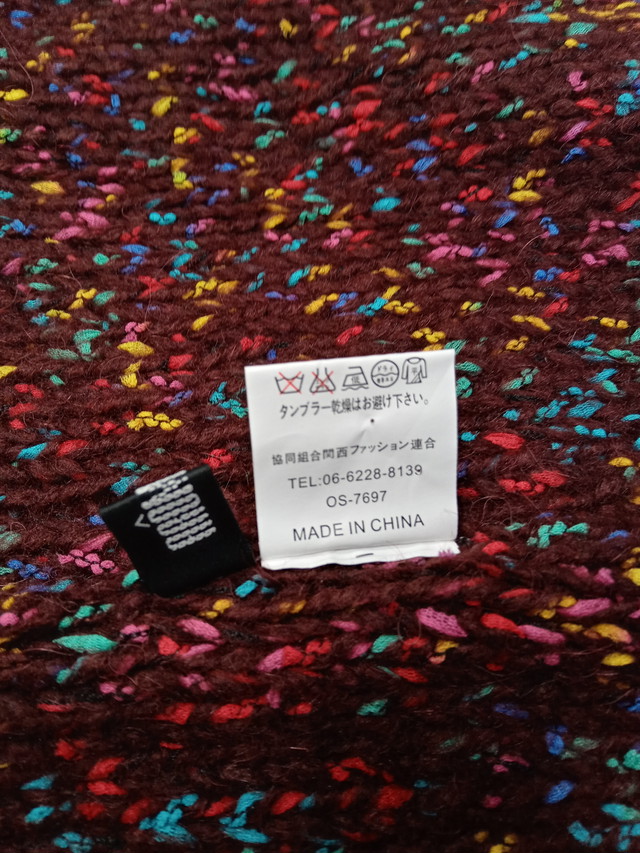 タンブラー乾燥はお避け下さい。
協同組合関西ファッション連合
TEL:06-6228-8139
OS-7697
MADE IN CHINA